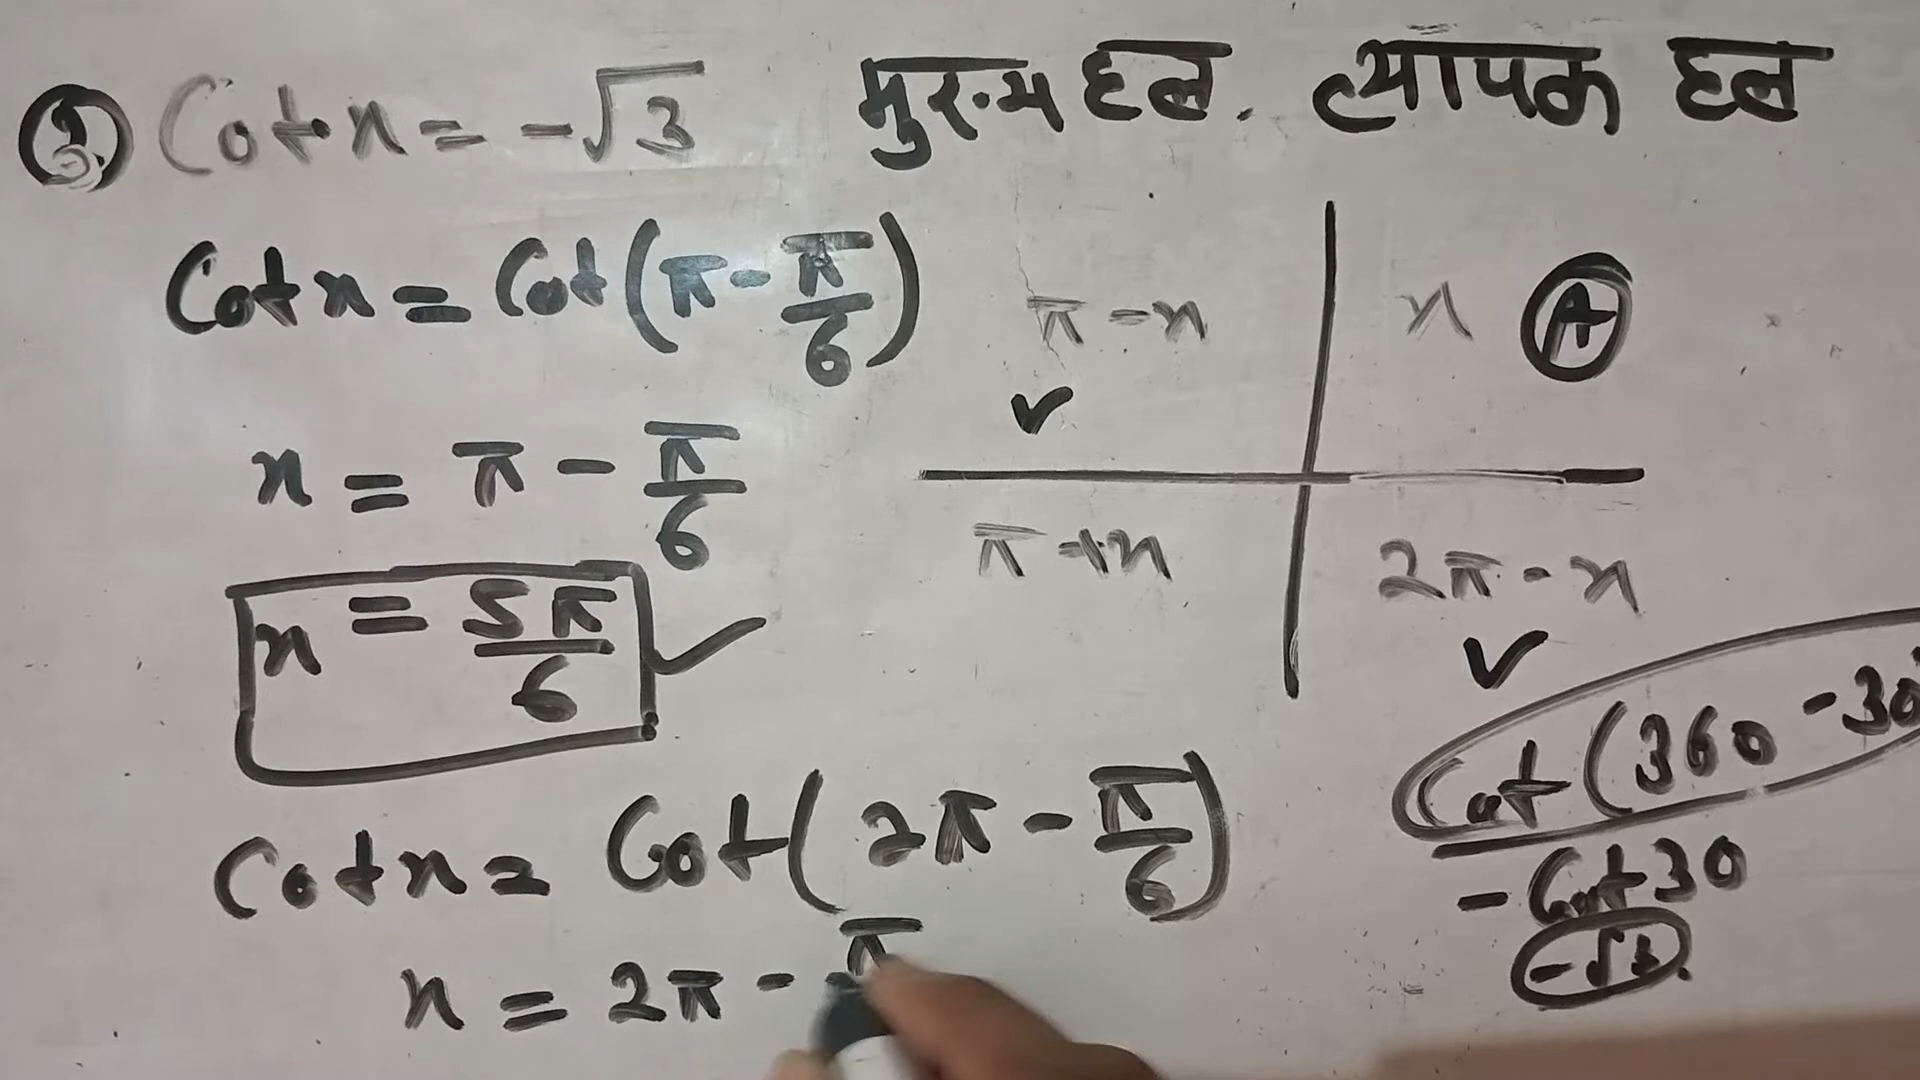 ③ Cot x = -√3 मुख्य हल. व्यापक हल
Cot x = Cot(π - π/6)
x = π - π/6
x = 5π/6 ✓
π - x
x Ⓐ
✓
π + x
2π - x
✓
Cot x = Cot(2π - π/6)
x = 2π - π
Cot(360 - 30
- Cot 30
-√3